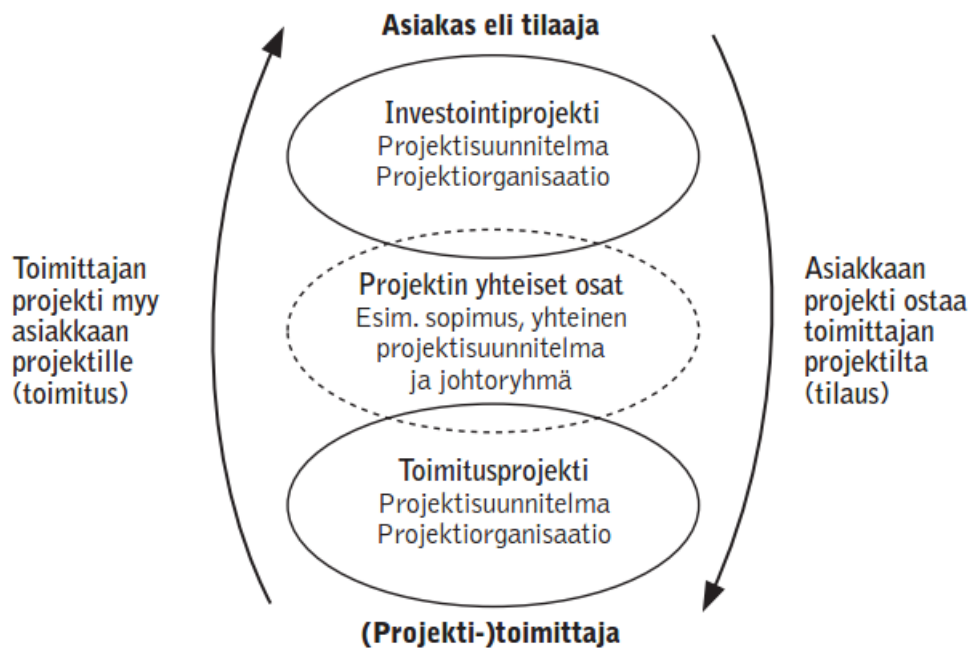 Asiakas eli tilaaja
Investointiprojekti
Projektisuunnitelma
Projektiorganisaatio
Toimittajan
projekti myy
asiakkaan
projektille
(toimitus)
Projektin yhteiset osat
Esim. sopimus, yhteinen
projektisuunnitelma
ja johtoryhmä
Asiakkaan
projekti ostaa
toimittajan
projektilta
(tilaus)
Toimitusprojekti
Projektisuunnitelma
Projektiorganisaatio
(Projekti-)toimittaja